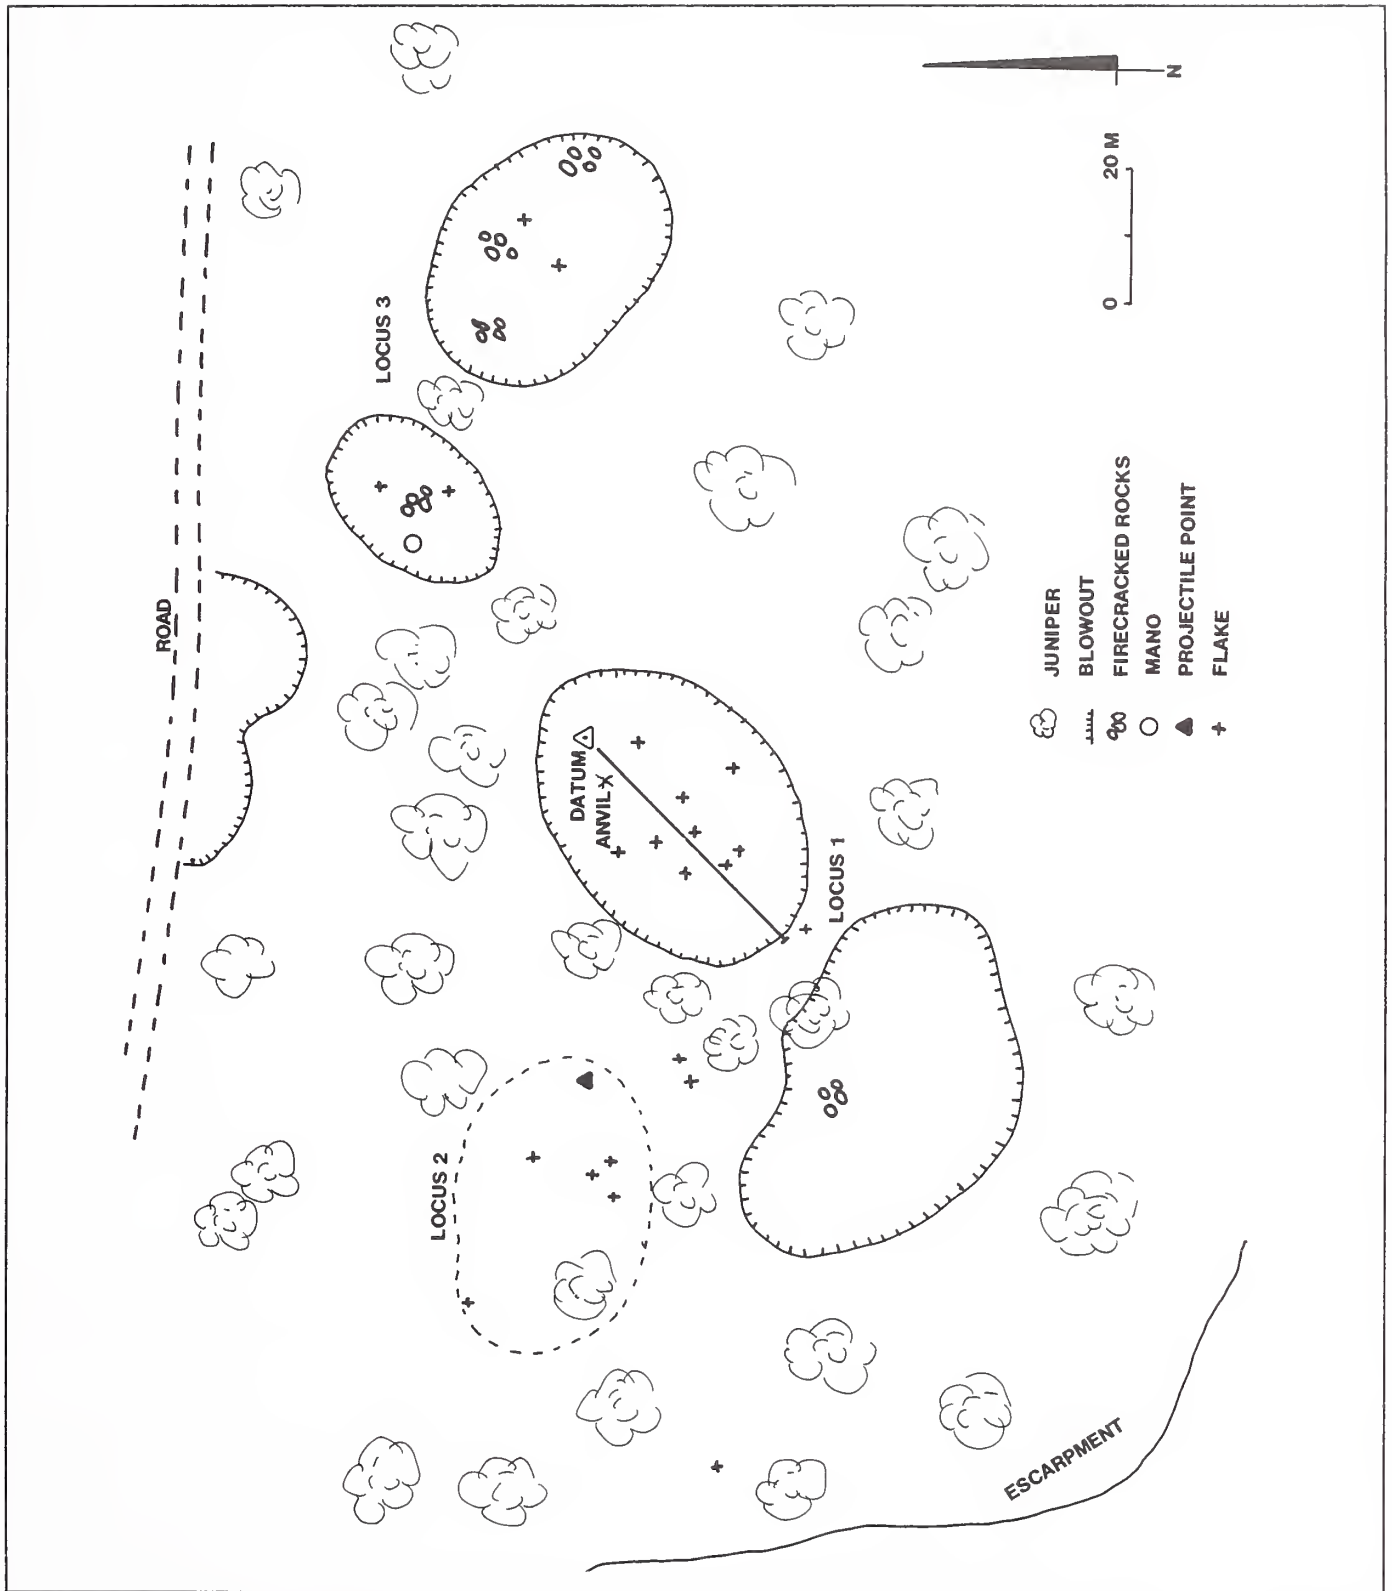 ROAD
LOCUS 3
DATUM
ANVIL
LOCUS 1
LOCUS 2
ESCARPMENT
N
0 20 M
JUNIPER
BLOWOUT
FIRECRACKED ROCKS
MANO
PROJECTILE POINT
FLAKE